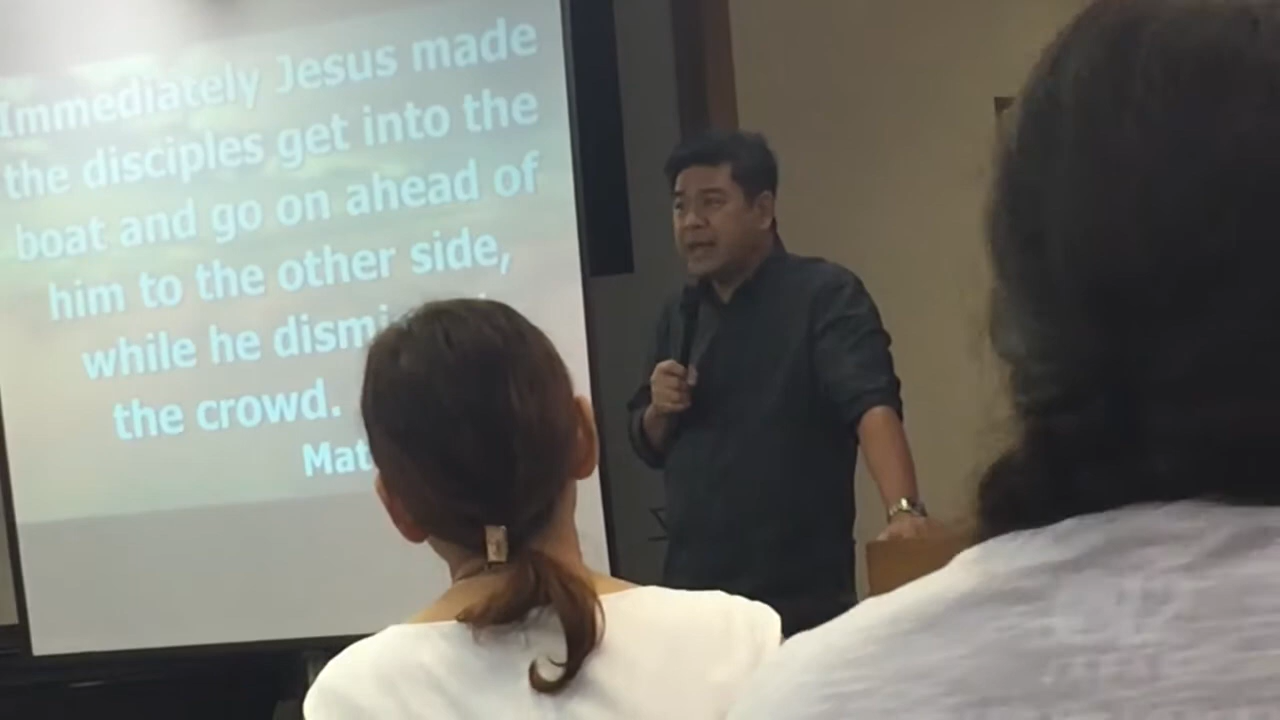 Immediately Jesus made
the disciples get into the
boat and go on ahead of
him to the other side,
while he
the crowd.